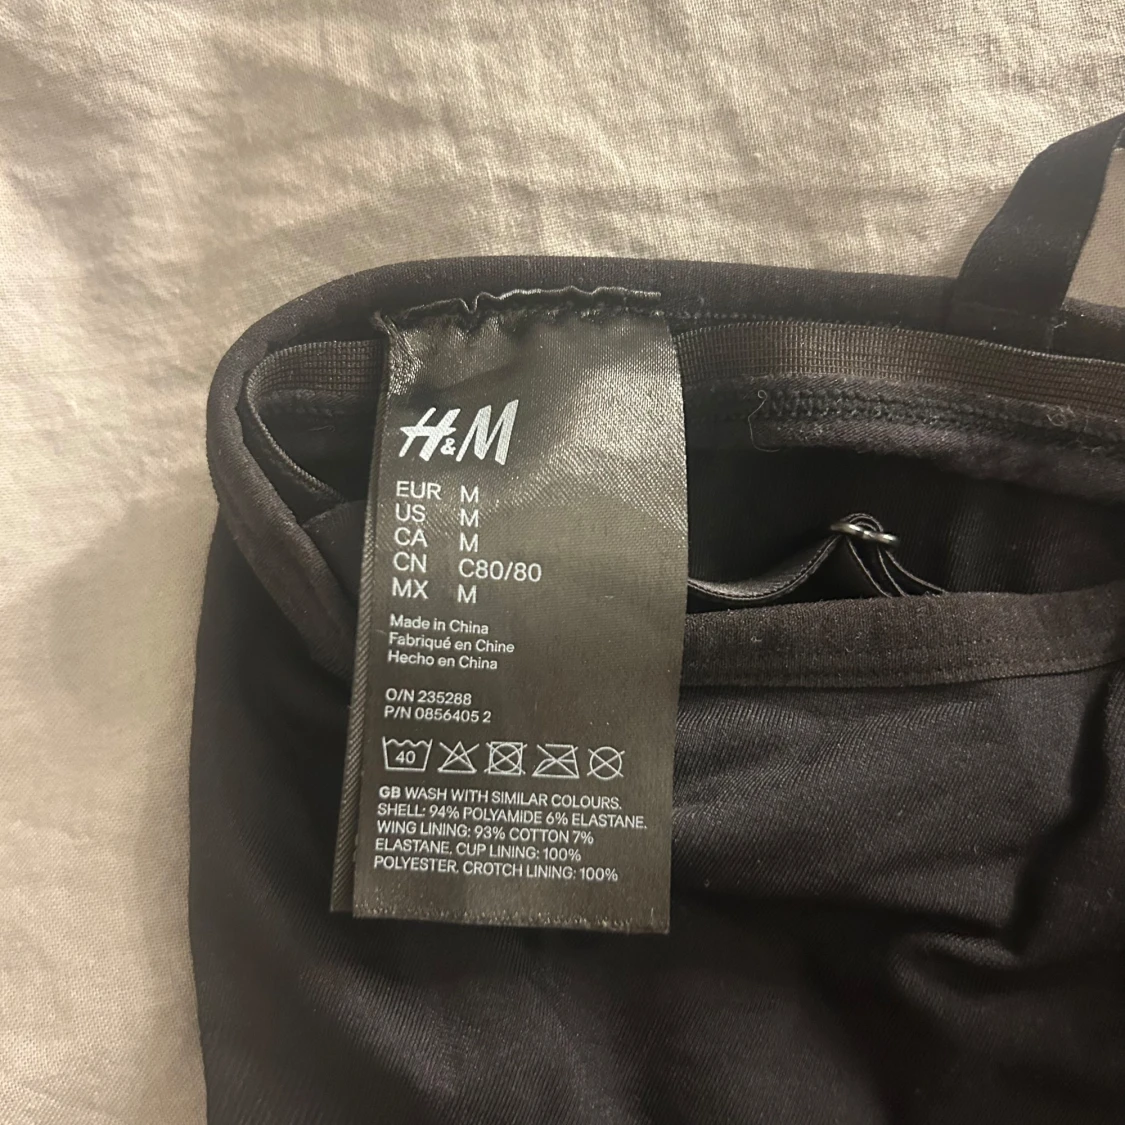 H&M
EUR M
US M
CA M
CN C80/80
MX M
Made in China
Fabriqué en Chine
Hecho en China
O/N 235288
P/N 0856405 2
40
GB WASH WITH SIMILAR COLOURS.
SHELL: 94% POLYAMIDE 6% ELASTANE.
WING LINING: 93% COTTON 7%
ELASTANE. CUP LINING: 100%
POLYESTER. CROTCH LINING: 100%